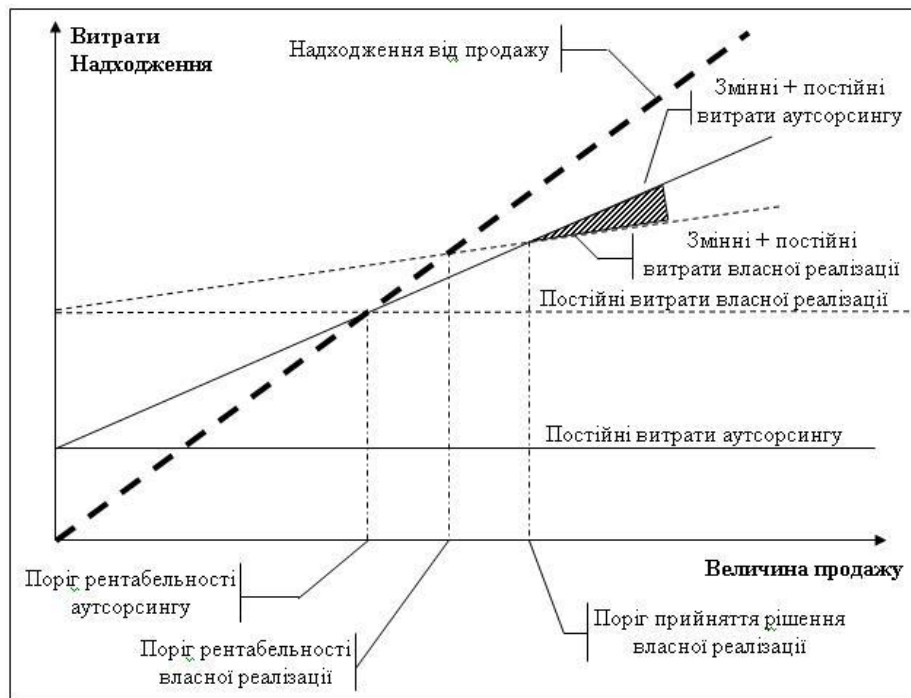 Витрати
Надходження
Надходження від продажу
Змінні + постійні
витрати аутсорсингу
Змінні + постійні
витрати власної реалізації
Постійні витрати власної реалізації
Постійні витрати аутсорсингу
Величина продажу
Поріг рентабельності
аутсорсингу
Поріг рентабельності
власної реалізації
Поріг прийняття рішення
власної реалізації